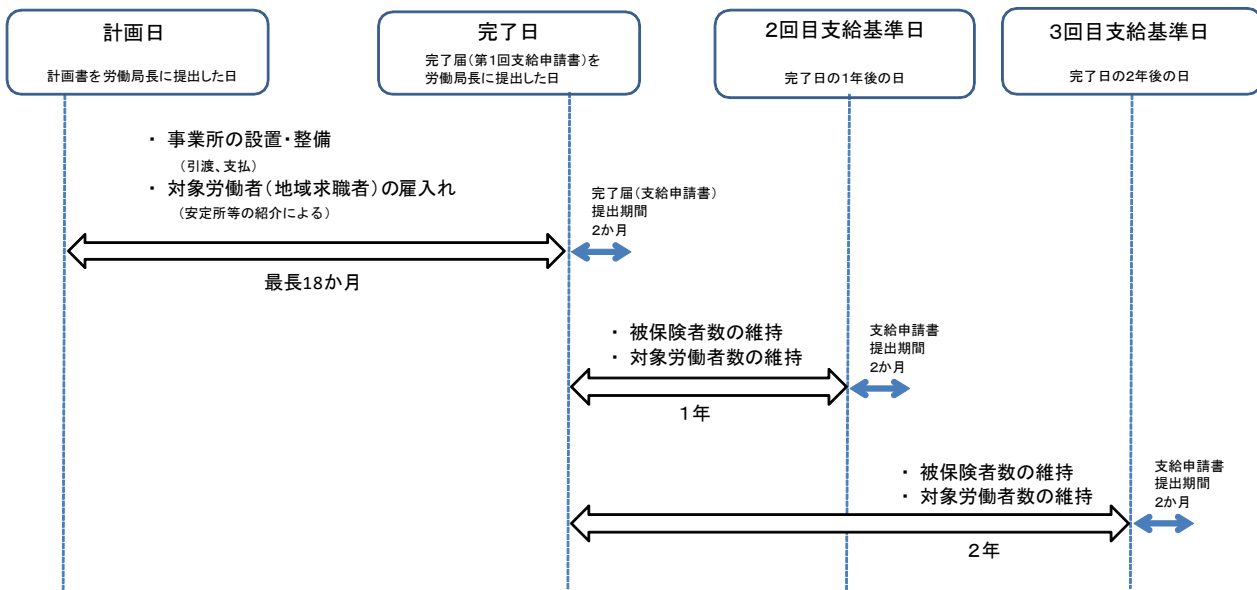 計画日
計画書を労働局長に提出した日
完了日
完了届(第1回支給申請書)を
労働局長に提出した日
2回目支給基準日
完了日の1年後の日
3回目支給基準日
完了日の2年後の日
・ 事業所の設置・整備
(引渡、支払)
・ 対象労働者(地域求職者)の雇入れ
(安定所等の紹介による)
最長18か月
完了届(支給申請書)
提出期間
2か月
・ 被保険者数の維持
・ 対象労働者数の維持
1年
支給申請書
提出期間
2か月
・ 被保険者数の維持
・ 対象労働者数の維持
2年
支給申請書
提出期間
2か月